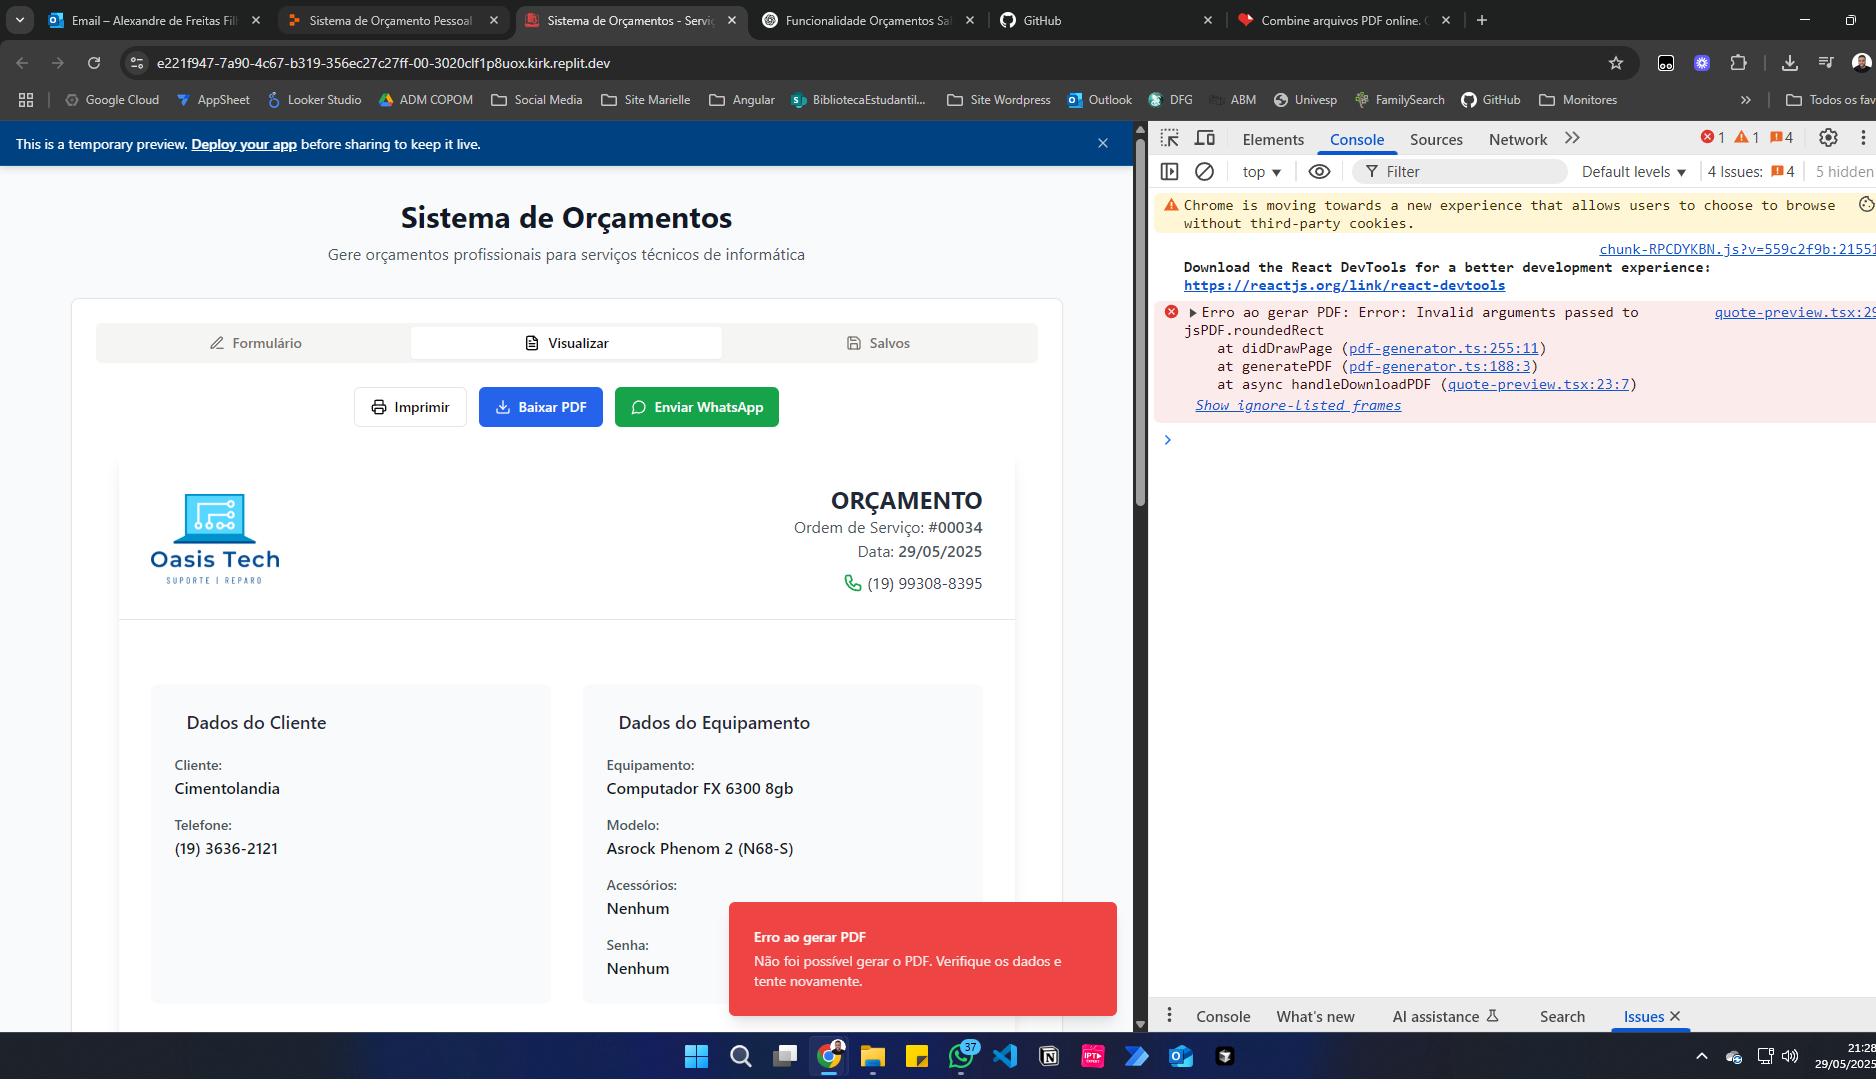 Email – Alexandre de Freitas Fil
Sistema de Orçamento Pessoal
Sistema de Orçamentos - Serviç
Funcionalidade Orçamentos Sal
GitHub
Combine arquivos PDF online.
e221f947-7a90-4c67-b319-356ec27c27ff-00-3020clf1p8uox.kirk.replit.dev
Google Cloud
AppSheet
Looker Studio
ADM COPOM
Social Media
Site Marielle
Angular
BibliotecaEstudantil...
Site Wordpress
Outlook
DFG
ABM
Univesp
FamilySearch
GitHub
Monitores
Todos os fav
This is a temporary preview. Deploy your app before sharing to keep it live.
Sistema de Orçamentos
Gere orçamentos profissionais para serviços técnicos de informática
Formulário
Visualizar
Salvos
Imprimir
Baixar PDF
Enviar WhatsApp
Oasis Tech
SUPORTE | REPARO
ORÇAMENTO
Ordem de Serviço: #00034
Data: 29/05/2025
(19) 99308-8395
Dados do Cliente
Cliente:
Cimentolandia
Telefone:
(19) 3636-2121
Dados do Equipamento
Equipamento:
Computador FX 6300 8gb
Modelo:
Asrock Phenom 2 (N68-S)
Acessórios:
Nenhum
Senha:
Nenhum
Erro ao gerar PDF
Não foi possível gerar o PDF. Verifique os dados e
tente novamente.
Elements
Console
Sources
Network
1
1
4
top
Filter
Default levels
4 Issues:
4
5 hidden
Chrome is moving towards a new experience that allows users to choose to browse
without third-party cookies.
chunk-RPCDYKBN.js?v=559c2f9b:21551
Download the React DevTools for a better development experience:
https://reactjs.org/link/react-devtools
Erro ao gerar PDF: Error: Invalid arguments passed to
quote-preview.tsx:29
jsPDF.roundedRect
at didDrawPage (pdf-generator.ts:255:11)
at generatePDF (pdf-generator.ts:188:3)
at async handleDownloadPDF (quote-preview.tsx:23:7)
Show ignore-listed frames
Console
What's new
AI assistance
Search
Issues
37
21:28
29/05/2025